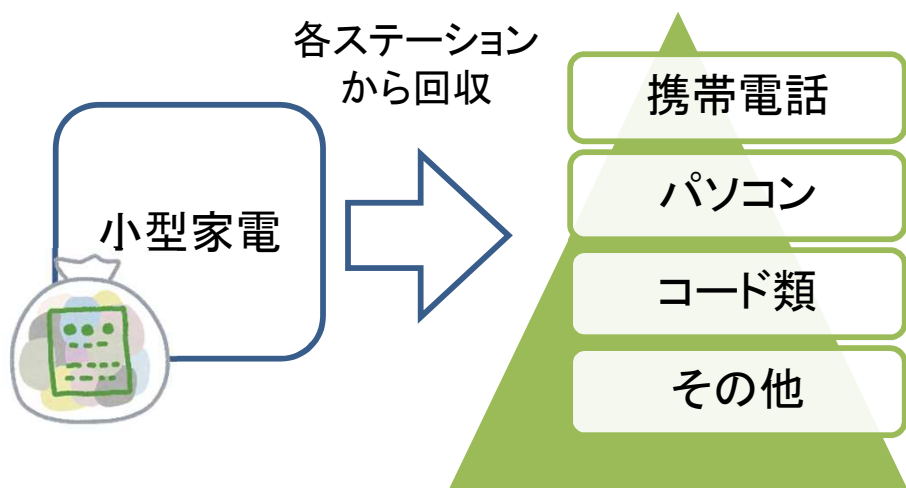 各ステーション
から回収
小型家電
携帯電話
パソコン
コード類
その他